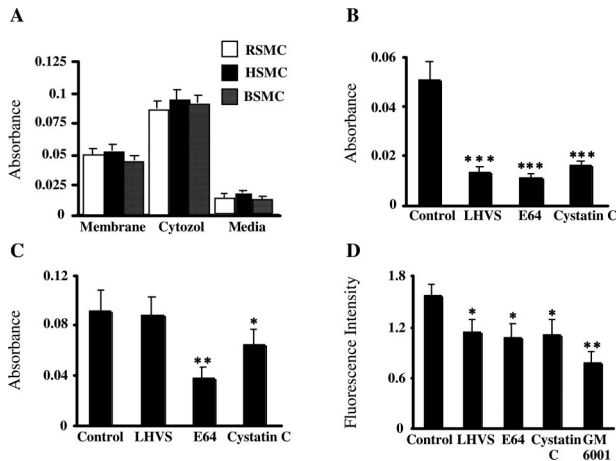 A
0.125
0.1
0.075
0.05
0.025
0
Absorbance
RSMC
HSMC
BSMC
Membrane Cytozol Media
B
Absorbance
0.06
0.04
0.02
0
***
***
***
Control LHVS E64 Cystatin C
C
0.12
0.08
0.04
0
Absorbance
**
*
Control LHVS E64 Cystatin C
D
Fluorescence Intensity
1.8
1.2
0.6
0
*
*
*
**
Control LHVS E64 Cystatin C GM 6001